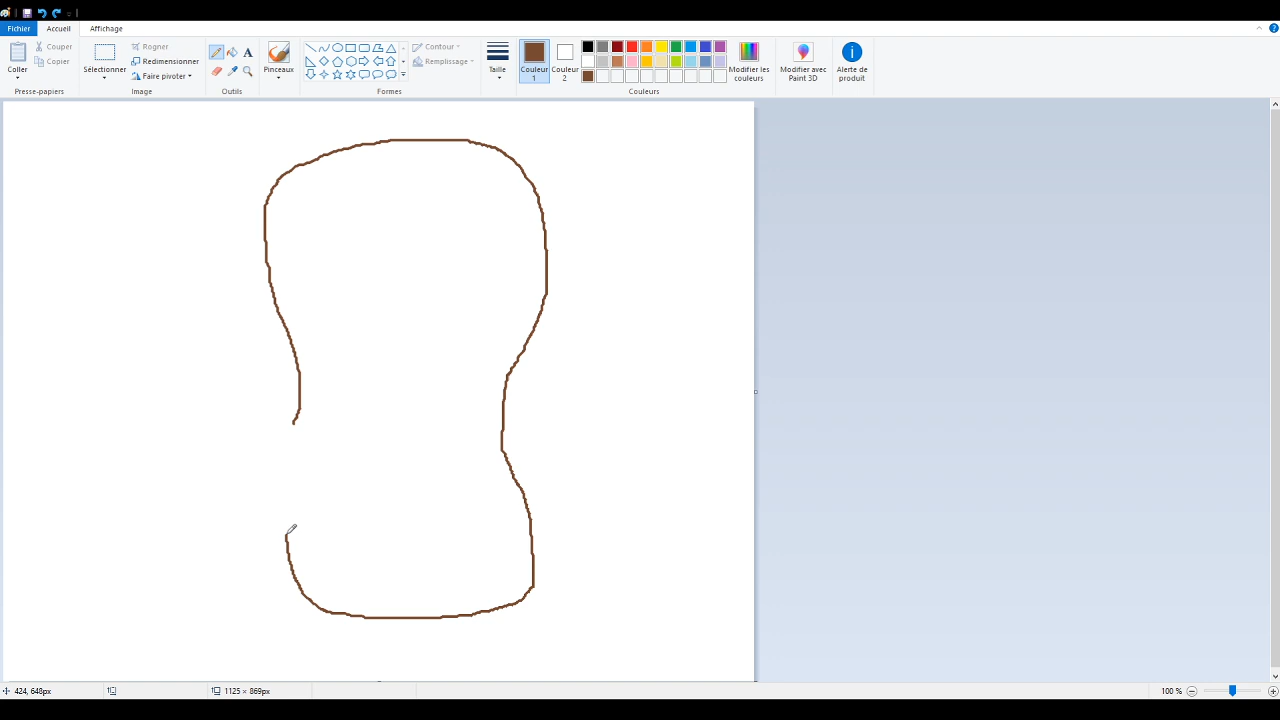 Fichier Accueil Affichage
Coller
Couper
Copier
Presse-papiers
Sélectionner
Rogner
Redimensionner
Faire pivoter
Image
A
Outils
Pinceaux
Contour
Remplissage
Formes
Taille
Couleur
1
Couleur
2
Modifier les
couleurs
Couleurs
Modifier avec
Paint 3D
Alerte de
produit
424, 648px
1125 × 869px
100 %